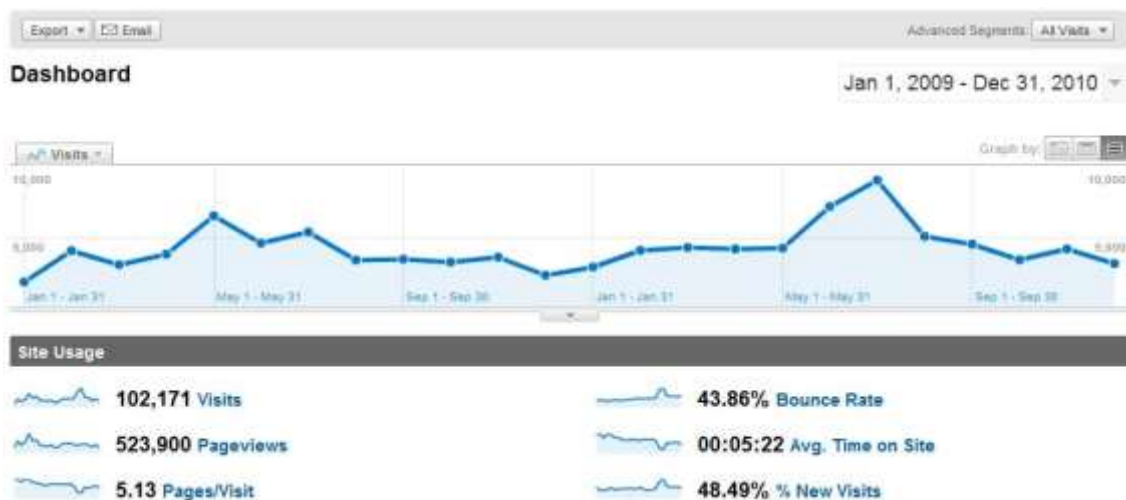 Export Email Advanced Segments: All Visits
Dashboard
Jan 1, 2009 - Dec 31, 2010
Visits Graph by:
10,000 10,000
5,000 5,000
Jan 1 - Jan 31 May 1 - May 31 Sep 1 - Sep 30 Jan 1 - Jan 31 May 1 - May 31 Sep 1 - Sep 30
Site Usage
102,171 Visits 43.86% Bounce Rate
523,900 Pageviews 00:05:22 Avg. Time on Site
5.13 Pages/Visit 48.49% % New Visits